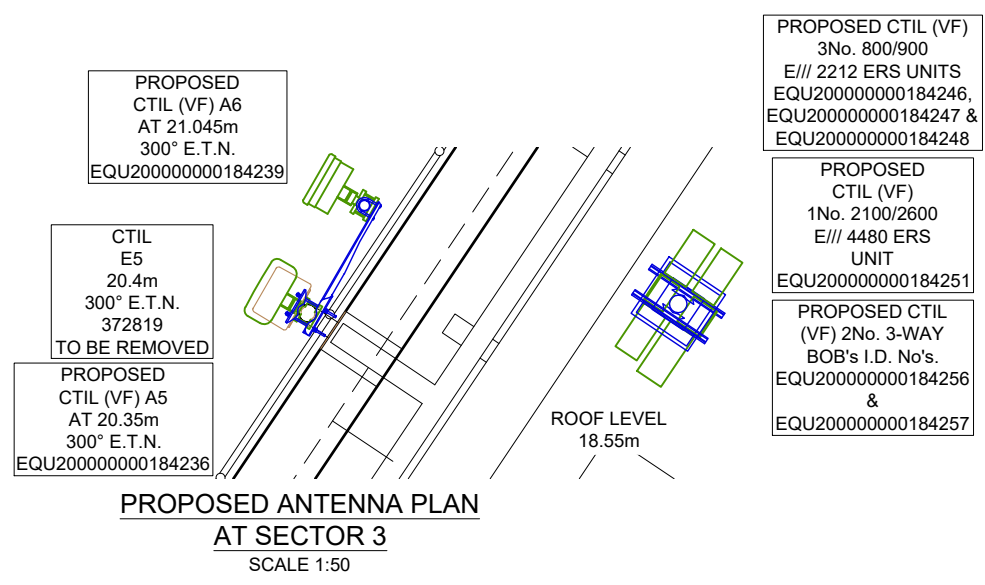 PROPOSED
CTIL (VF) A6
AT 21.045m
300° E.T.N.
EQU200000000184239
CTIL
E5
20.4m
300° E.T.N.
372819
TO BE REMOVED
PROPOSED
CTIL (VF) A5
AT 20.35m
300° E.T.N.
EQU200000000184236
PROPOSED CTIL (VF)
3No. 800/900
E/// 2212 ERS UNITS
EQU200000000184246,
EQU200000000184247 &
EQU200000000184248
PROPOSED
CTIL (VF)
1No. 2100/2600
E/// 4480 ERS
UNIT
EQU200000000184251
PROPOSED CTIL
(VF) 2No. 3-WAY
BOB's I.D. No's.
EQU200000000184256
&
EQU200000000184257
ROOF LEVEL
18.55m
PROPOSED ANTENNA PLAN
AT SECTOR 3
SCALE 1:50